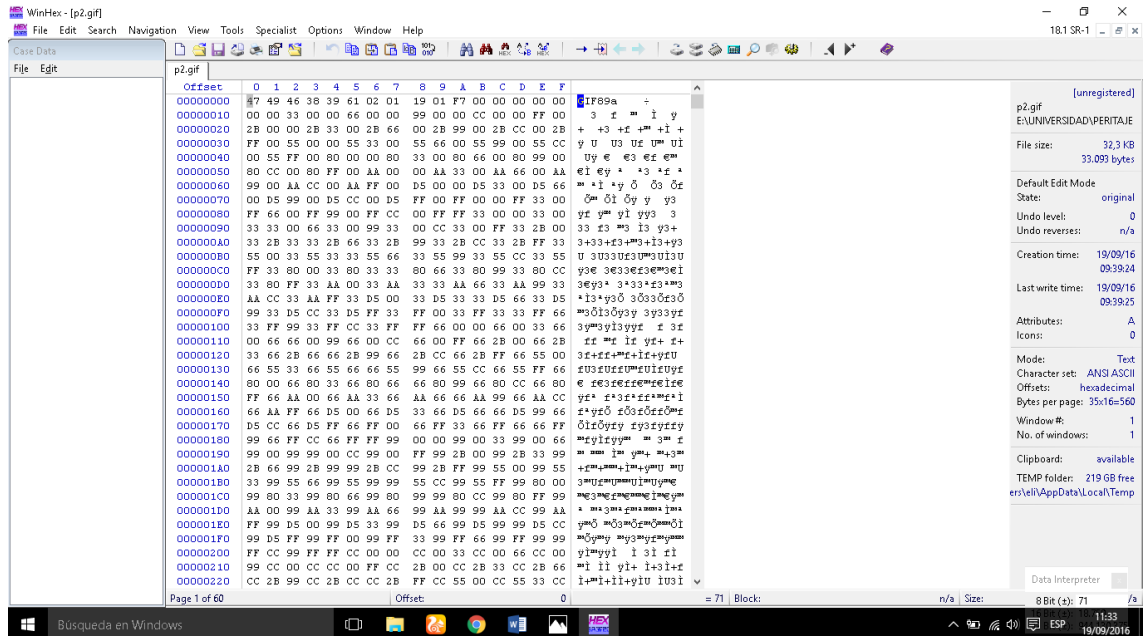 WinHex - [p2.gif]
File Edit Search Navigation View Tools Specialist Options Window Help
18.1 SR-1
Case Data
File Edit
p2.gif
Offset 0 1 2 3 4 5 6 7 8 9 A B C D E F
00000000 47 49 46 38 39 61 02 01 19 01 F7 00 00 00 00 00 GIF89a ÷
00000010 00 00 33 00 00 66 00 00 99 00 00 CC 00 00 FF 00
00000020 2B 00 00 2B 33 00 2B 66 00 2B 99 00 2B CC 00 2B
00000030 FF 00 55 00 00 55 33 00 55 66 00 55 99 00 55 CC
00000040 00 55 FF 00 80 00 00 80 33 00 80 66 00 80 99 00
00000050 80 CC 00 80 FF 00 AA 00 00 AA 33 00 AA 66 00 AA
00000060 99 00 AA CC 00 AA FF 00 D5 00 00 D5 33 00 D5 66
00000070 00 D5 99 00 D5 CC 00 D5 FF 00 FF 00 00 FF 33 00
00000080 FF 66 00 FF 99 00 FF CC 00 FF FF 33 00 00 33 00
00000090 33 33 00 66 33 00 99 33 00 CC 33 00 FF 33 2B 00
000000A0 33 2B 33 33 2B 66 33 2B 99 33 2B CC 33 2B FF 33
000000B0 55 00 33 55 33 33 55 66 33 55 99 33 55 CC 33 55
000000C0 FF 33 80 00 33 80 33 33 80 66 33 80 99 33 80 CC
000000D0 33 80 FF 33 AA 00 33 AA 33 33 AA 66 33 AA 99 33
000000E0 AA CC 33 AA FF 33 D5 00 33 D5 33 33 D5 66 33 D5
000000F0 99 33 D5 CC 33 D5 FF 33 FF 00 33 FF 33 33 FF 66
00000100 33 FF 99 33 FF CC 33 FF FF 66 00 00 66 00 33 66
00000110 00 66 66 00 99 66 00 CC 66 00 FF 66 2B 00 66 2B
00000120 33 66 2B 66 66 2B 99 66 2B CC 66 2B FF 66 55 00
00000130 66 55 33 66 55 66 66 55 99 66 55 CC 66 55 FF 66
00000140 80 00 66 80 33 66 80 66 66 80 99 66 80 CC 66 80
00000150 FF 66 AA 00 66 AA 33 66 AA 66 66 AA 99 66 AA CC
00000160 66 AA FF 66 D5 00 66 D5 33 66 D5 66 66 D5 99 66
00000170 D5 CC 66 D5 FF 66 FF 00 66 FF 33 66 FF 66 66 FF
00000180 99 66 FF CC 66 FF FF 99 00 00 99 00 33 99 00 66
00000190 99 00 99 99 00 CC 99 00 FF 99 2B 00 99 2B 33 99
000001A0 2B 66 99 2B 99 99 2B CC 99 2B FF 99 55 00 99 55
000001B0 33 99 55 66 99 55 99 99 55 CC 99 55 FF 99 80 00
000001C0 99 80 33 99 80 66 99 80 99 99 80 CC 99 80 FF 99
000001D0 AA 00 99 AA 33 99 AA 66 99 AA 99 99 AA CC 99 AA
000001E0 FF 99 D5 00 99 D5 33 99 D5 66 99 D5 99 99 D5 CC
000001F0 99 D5 FF 99 FF 00 99 FF 33 99 FF 66 99 FF 99 99
00000200 FF CC 99 FF FF CC 00 00 CC 00 33 CC 00 66 CC 00
00000210 99 CC 00 CC CC 00 FF CC 2B 00 CC 2B 33 CC 2B 66
00000220 CC 2B 99 CC 2B CC CC 2B FF CC 55 00 CC 55 33 CC
[unregistered]
p2.gif
E:\UNIVERSIDAD\PERITAJE
File size: 32,3 KB
33.093 bytes
Default Edit Mode
State: original
Undo level: 0
Undo reverses: n/a
Creation time: 19/09/16
09:39:24
Last write time: 19/09/16
09:39:25
Attributes: A
Icons: 0
Mode: Text
Character set: ANSI ASCII
Offsets: hexadecimal
Bytes per page: 35x16=560
Window #: 1
No. of windows: 1
Clipboard: available
TEMP folder: 219 GB free
ers\eli\AppData\Local\Temp
Data Interpreter
8 Bit (±): 71
Page 1 of 60 Offset: 0 = 71 Block: n/a Size: /a
Búsqueda en Windows
ESP
11:33
19/09/2016